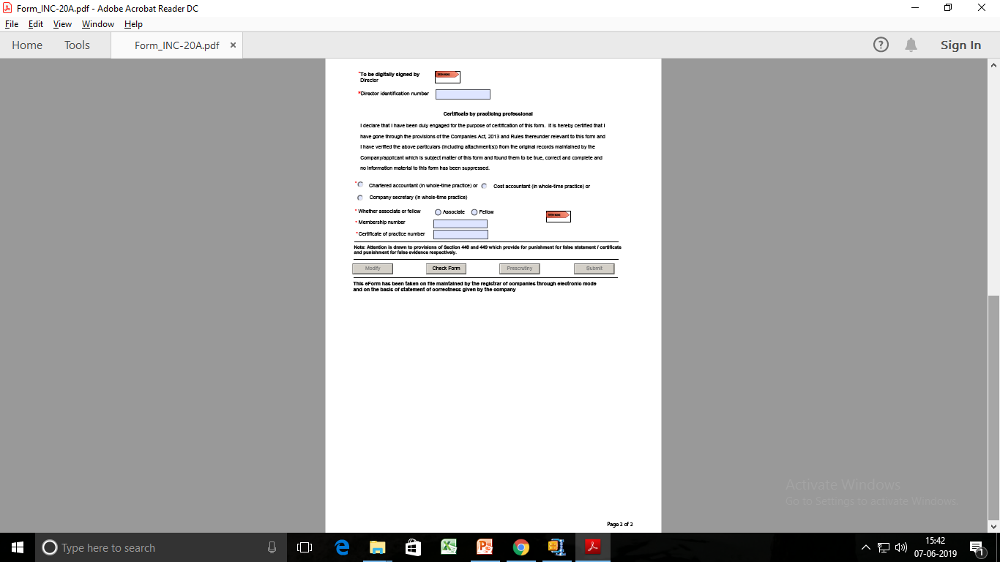 Form_INC-20A.pdf - Adobe Acrobat Reader DC
File Edit View Window Help
Home Tools Form_INC-20A.pdf × ? Sign In
*To be digitally signed by
Director
*Director identification number
Certificate by practicing professional
I declare that I have been duly engaged for the purpose of certification of this form. It is hereby certified that I
have gone through the provisions of the Companies Act, 2013 and Rules thereunder relevant to this form and
I have verified the above particulars (including attachment(s)) from the original records maintained by the
Company/applicant which is subject matter of this form and found them to be true, correct and complete and
no information material to this form has been suppressed.
* Chartered accountant (in whole-time practice) or Cost accountant (in whole-time practice) or
Company secretary (in whole-time practice)
* Whether associate or fellow Associate Fellow
* Membership number
*Certificate of practice number
Note: Attention is drawn to provisions of Section 448 and 449 which provide for punishment for false statement / certificate
and punishment for false evidence respectively.
Modify Check Form Prescrutiny Submit
This eForm has been taken on file maintained by the registrar of companies through electronic mode
and on the basis of statement of correctness given by the company
Activate Windows
Go to Settings to activate Windows.
Page 2 of 2
Type here to search
15:42
07-06-2019
1